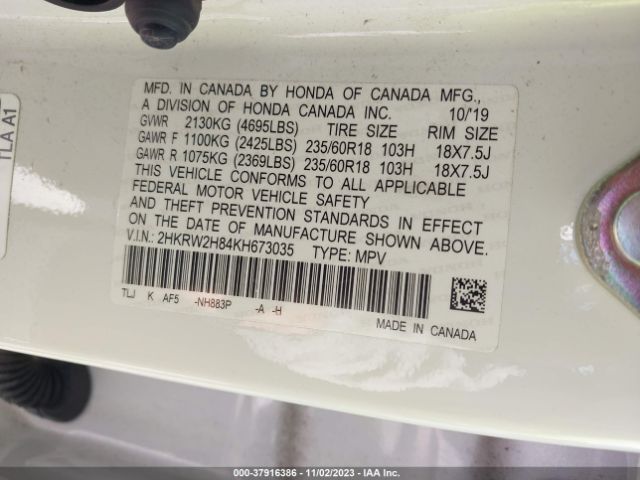 MFD. IN CANADA BY HONDA OF CANADA MFG.,
A DIVISION OF HONDA CANADA INC. 10/'19
GVWR 2130KG (4695LBS) TIRE SIZE RIM SIZE
GAWR F 1100KG (2425LBS) 235/60R18 103H 18X7.5J
GAWR R 1075KG (2369LBS) 235/60R18 103H 18X7.5J
THIS VEHICLE CONFORMS TO ALL APPLICABLE
FEDERAL MOTOR VEHICLE SAFETY
AND THEFT PREVENTION STANDARDS IN EFFECT
ON THE DATE OF MANUFACTURE SHOWN ABOVE.
V.I.N.: 2HKRW2H84KH673035 TYPE: MPV
TLJ K AF5 -NH883P -A -H
MADE IN CANADA
TLA A1
000-37916386 - 11/02/2023 - IAA Inc.